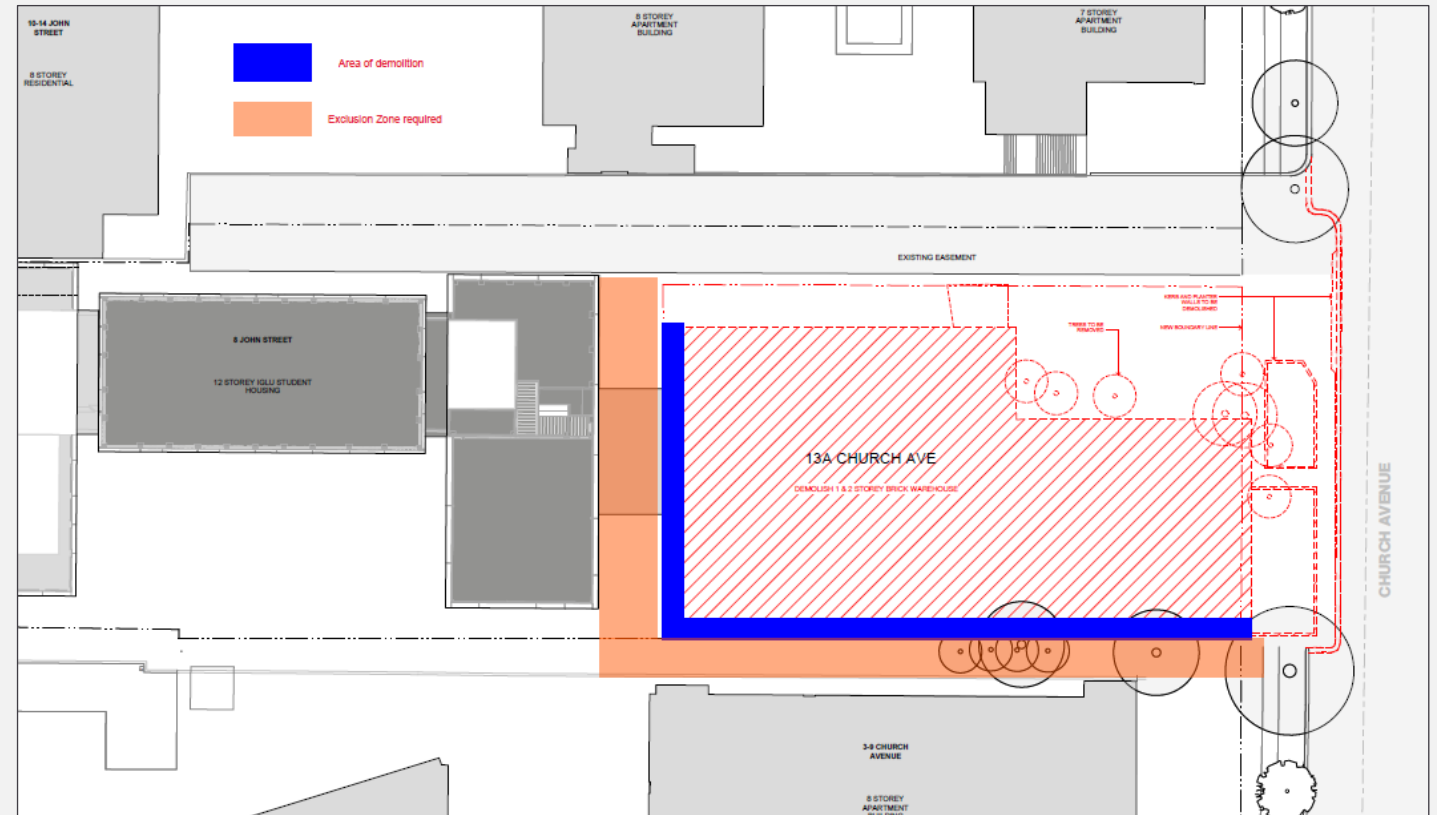 10-14 JOHN
STREET
8 STOREY
RESIDENTIAL
Area of demolition
Exclusion Zone required
8 STOREY
APARTMENT
BUILDING
7 STOREY
APARTMENT
BUILDING
EXISTING EASEMENT
KERB AND PLANTER
WALLS TO BE
DEMOLISHED
TREES TO BE
REMOVED
NEW BOUNDARY LINE
8 JOHN STREET
12 STOREY IGLU STUDENT
HOUSING
13A CHURCH AVE
DEMOLISH 1 & 2 STOREY BRICK WAREHOUSE
CHURCH AVENUE
3-9 CHURCH
AVENUE
8 STOREY
APARTMENT
BUILDING